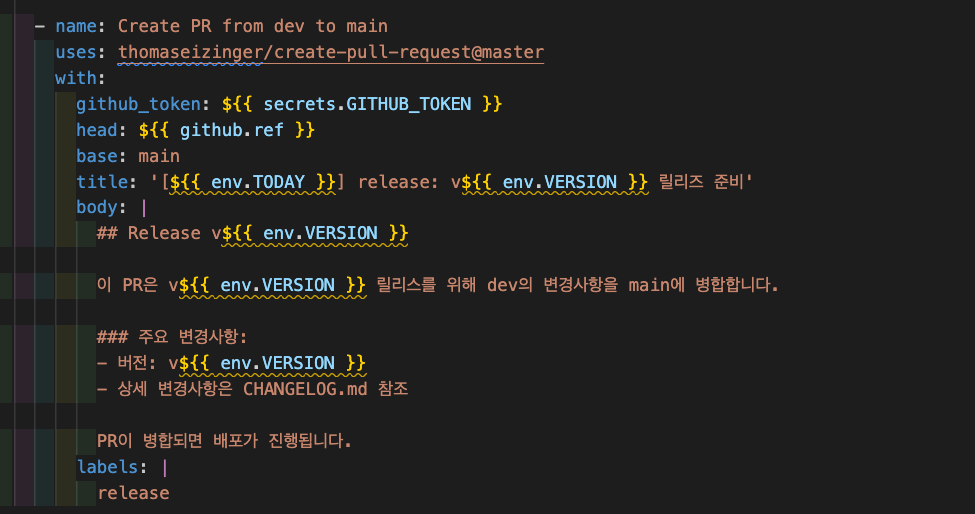 - name: Create PR from dev to main
uses: thomaseizinger/create-pull-request@master
with:
github_token: ${{ secrets.GITHUB_TOKEN }}
head: ${{ github.ref }}
base: main
title: '[${{ env.TODAY }}] release: v${{ env.VERSION }} 릴리즈 준비'
body: |
## Release v${{ env.VERSION }}
이 PR은 v${{ env.VERSION }} 릴리스를 위해 dev의 변경사항을 main에 병합합니다.
### 주요 변경사항:
- 버전: v${{ env.VERSION }}
- 상세 변경사항은 CHANGELOG.md 참조
PR이 병합되면 배포가 진행됩니다.
labels: |
release